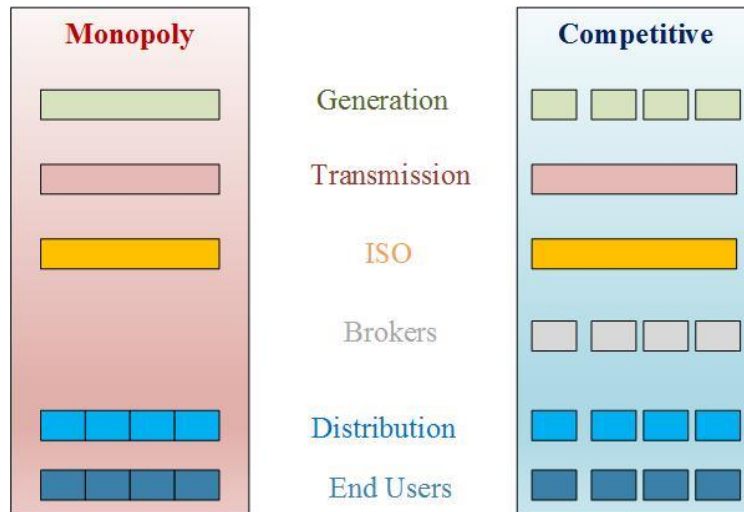 Monopoly
Competitive
Generation
Transmission
ISO
Brokers
Distribution
End Users